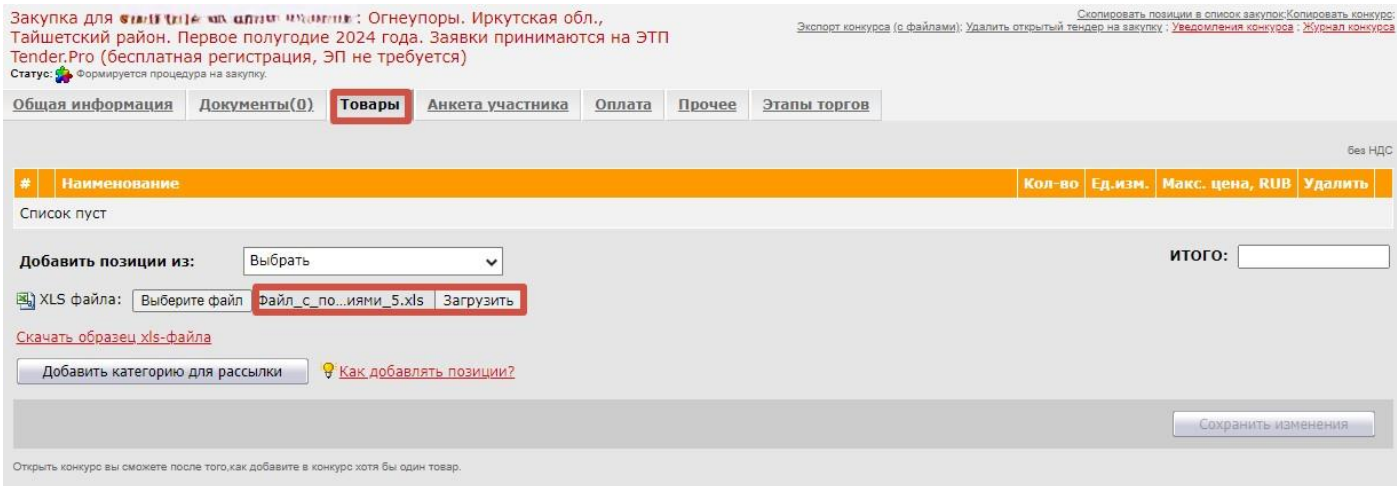 Закупка для : Огнеупоры. Иркутская обл.,
Тайшетский район. Первое полугодие 2024 года. Заявки принимаются на ЭТП
Tender.Pro (бесплатная регистрация, ЭП не требуется)
Статус: Формируется процедура на закупку.
Скопировать позиции в список закупок;Копировать конкурс;
Экспорт конкурса (с файлами); Удалить открытый тендер на закупку ; Уведомления конкурса ; Журнал конкурса
Общая информация Документы(0) Товары Анкета участника Оплата Прочее Этапы торгов
без НДС
# Наименование Кол-во Ед.изм. Макс. цена, RUB Удалить
Список пуст
Добавить позиции из: Выбрать ИТОГО:
XLS файла: Выберите файл Файл_с_по...иями_5.xls Загрузить
Скачать образец xls-файла
Добавить категорию для рассылки Как добавлять позиции?
Сохранить изменения
Открыть конкурс вы сможете после того,как добавите в конкурс хотя бы один товар.